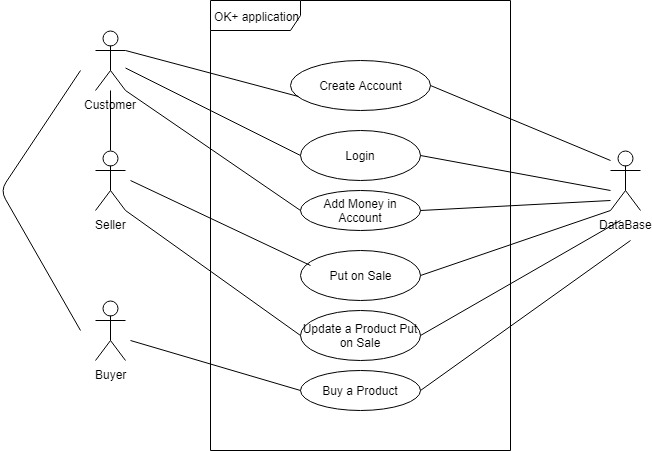 OK+ application
Create Account
Customer
Login
Add Money in
Account
Seller
DataBase
Put on Sale
Update a Product Put
on Sale
Buyer
Buy a Product